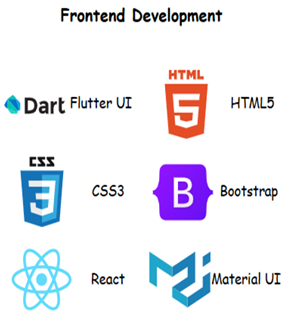 Frontend Development
Dart Flutter UI
HTML
5
HTML5
CSS
3
CSS3
B
Bootstrap
React
Material UI